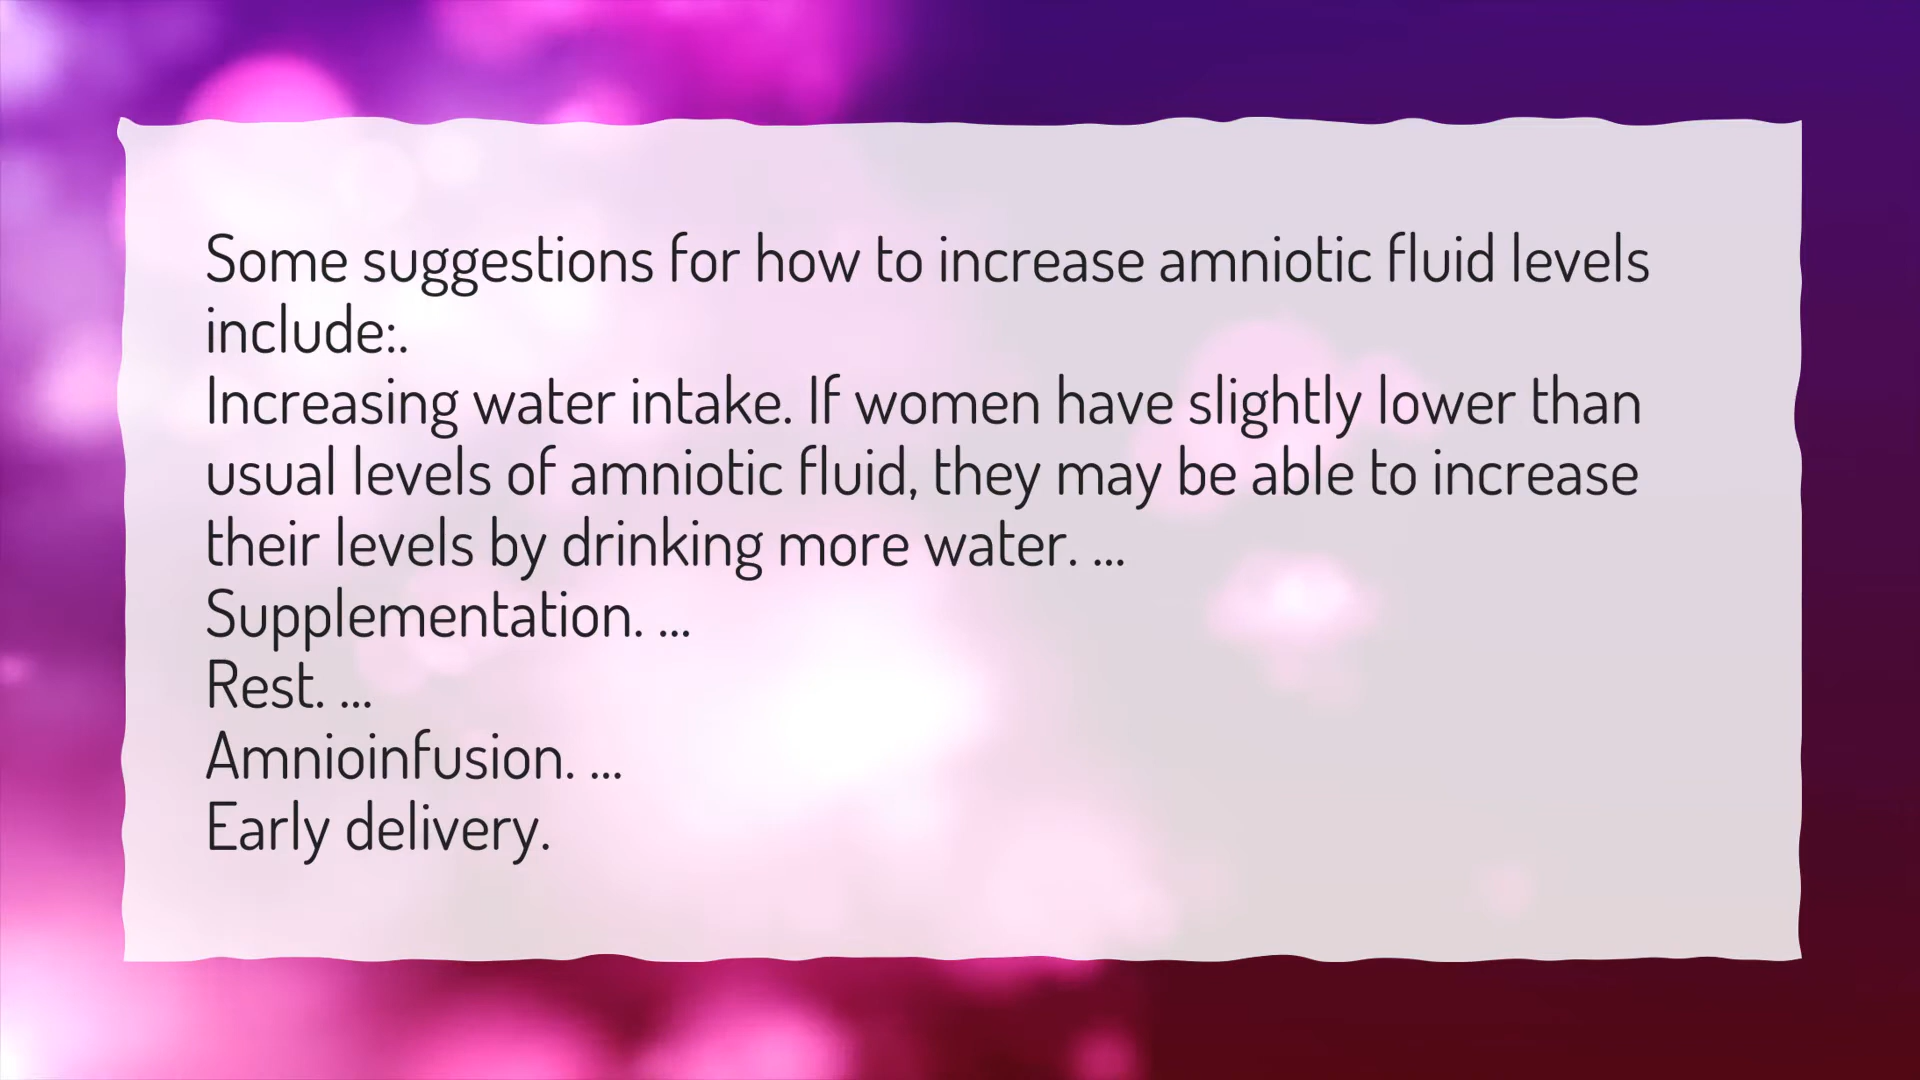 Some suggestions for how to increase amniotic fluid levels
include:.
Increasing water intake. If women have slightly lower than
usual levels of amniotic fluid, they may be able to increase
their levels by drinking more water. ...
Supplementation. ...
Rest. ...
Amnioinfusion. ...
Early delivery.